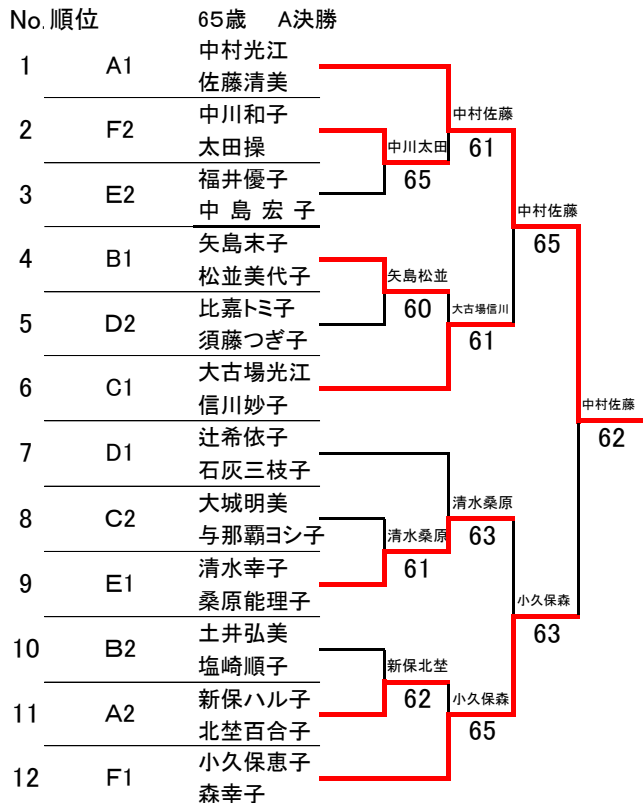 No. 順位 65歳 A決勝
1 A1 中村光江
佐藤清美
2 F2 中川和子
太田操
3 E2 福井優子
中島宏子
4 B1 矢島末子
松並美代子
5 D2 比嘉トミ子
須藤つぎ子
6 C1 大古場光江
信川妙子
7 D1 辻希依子
石灰三枝子
8 C2 大城明美
与那覇ヨシ子
9 E1 清水幸子
桑原能理子
10 B2 土井弘美
塩崎順子
11 A2 新保ハル子
北埜百合子
12 F1 小久保恵子
森幸子
中川太田
65
矢島松並
60
清水桑原
61
新保北埜
62
中村佐藤
61
大古場信川
61
清水桑原
63
小久保森
65
中村佐藤
65
小久保森
63
中村佐藤
62